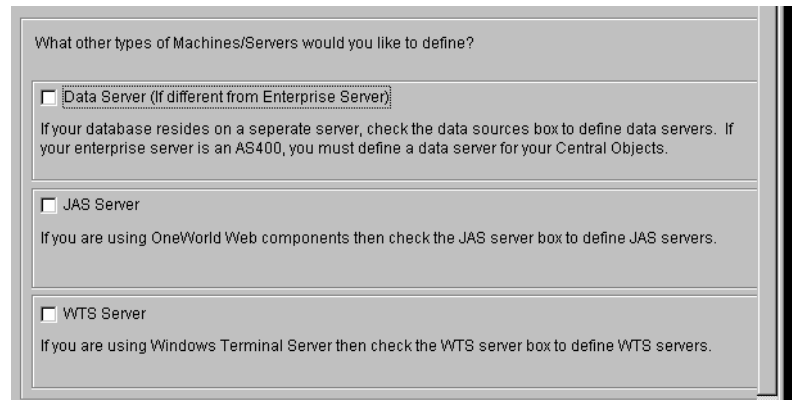 What other types of Machines/Servers would you like to define?
Data Server (If different from Enterprise Server)
If your database resides on a seperate server, check the data sources box to define data servers. If
your enterprise server is an AS400, you must define a data server for your Central Objects.
JAS Server
If you are using OneWorld Web components then check the JAS server box to define JAS servers.
WTS Server
If you are using Windows Terminal Server then check the WTS server box to define WTS servers.